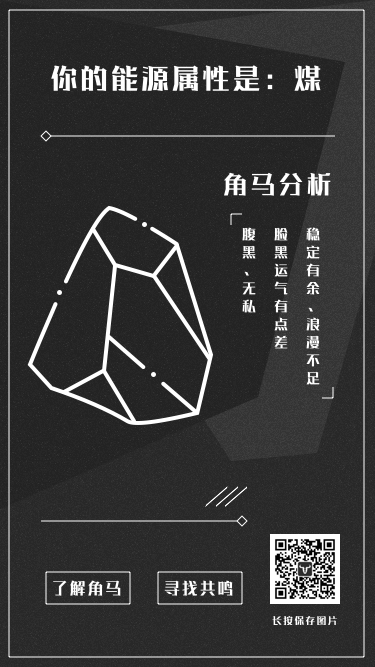 你的能源属性是：煤
角马分析
稳定有余、浪漫不足
脸黑运气有点差
腹黑、无私
了解角马
寻找共鸣
长按保存图片